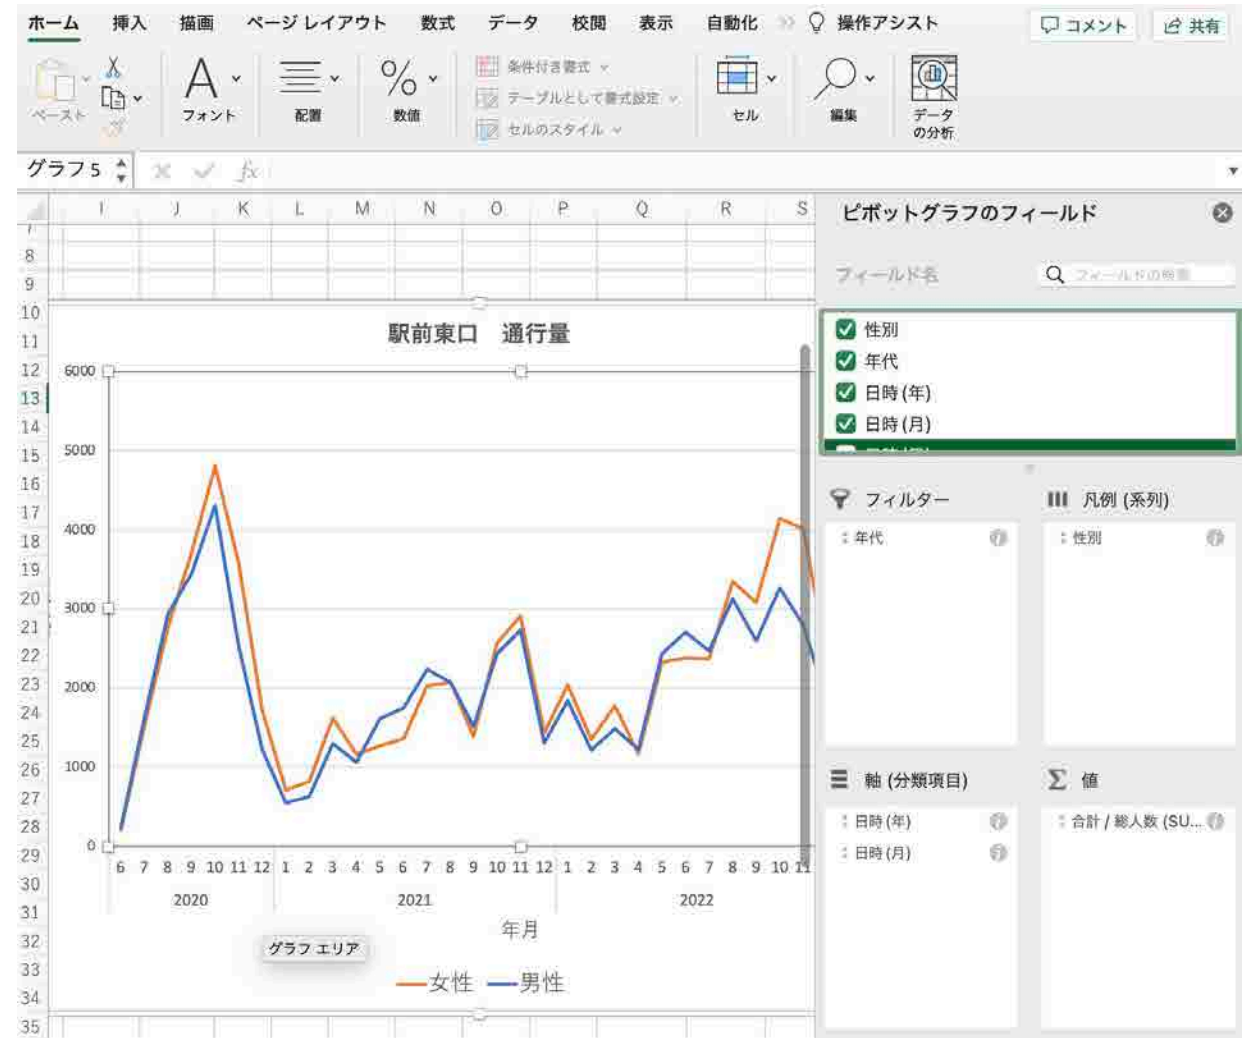 ホーム 挿入 描画 ページ レイアウト 数式 データ 校閲 表示 自動化 操作アシスト コメント 共有
ペースト フォント 配置 数値 条件付き書式 テーブルとして書式設定 セルのスタイル セル 編集 データの分析
グラフ 5 fx
I J K L M N O P Q R S
ピボットグラフのフィールド
フィールド名 フィールドの検索
性別
年代
日時 (年)
日時 (月)
フィルター
年代
凡例 (系列)
性別
軸 (分類項目)
日時 (年)
日時 (月)
値
合計 / 総人数 (SU...
7
8
9
10
11
12
13
14
15
16
17
18
19
20
21
22
23
24
25
26
27
28
29
30
31
32
33
34
35
駅前東口　通行量
6000
5000
4000
3000
2000
1000
0
6 7 8 9 10 11 12 1 2 3 4 5 6 7 8 9 10 11 12 1 2 3 4 5 6 7 8 9 10 11
2020 2021 2022
年月
グラフ エリア
女性 男性